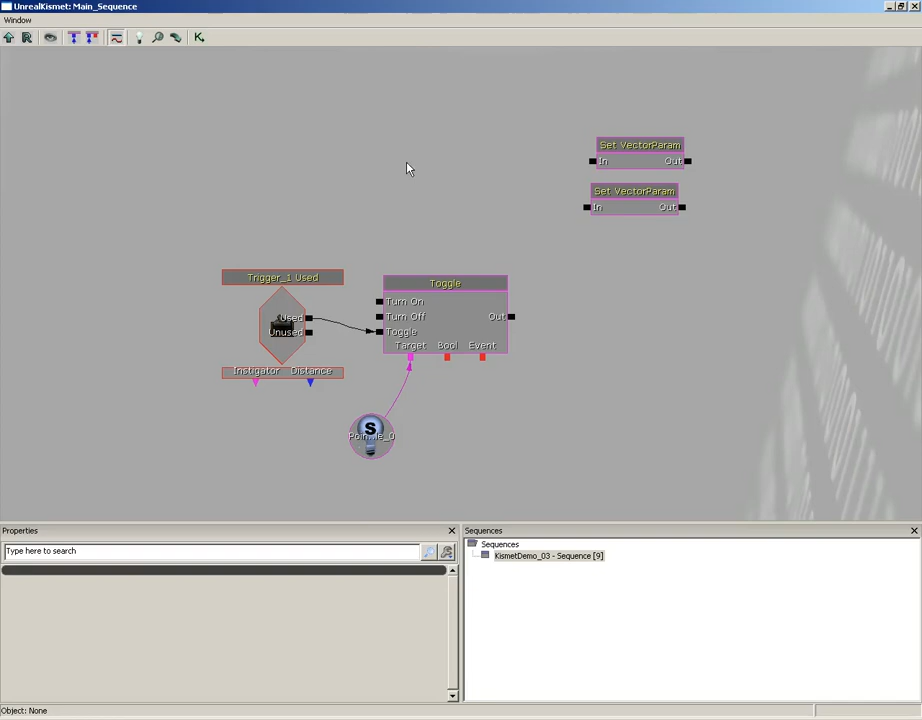 UnrealKismet: Main_Sequence
Window
Set VectorParam
In Out
Set VectorParam
In Out
Trigger_1 Used
Used
Unused
Instigator Distance
Toggle
Turn On
Turn Off Out
Toggle
Target Bool Event
S
Properties
Type here to search
Sequences
Sequences
KismetDemo_03 - Sequence [9]
Object: None